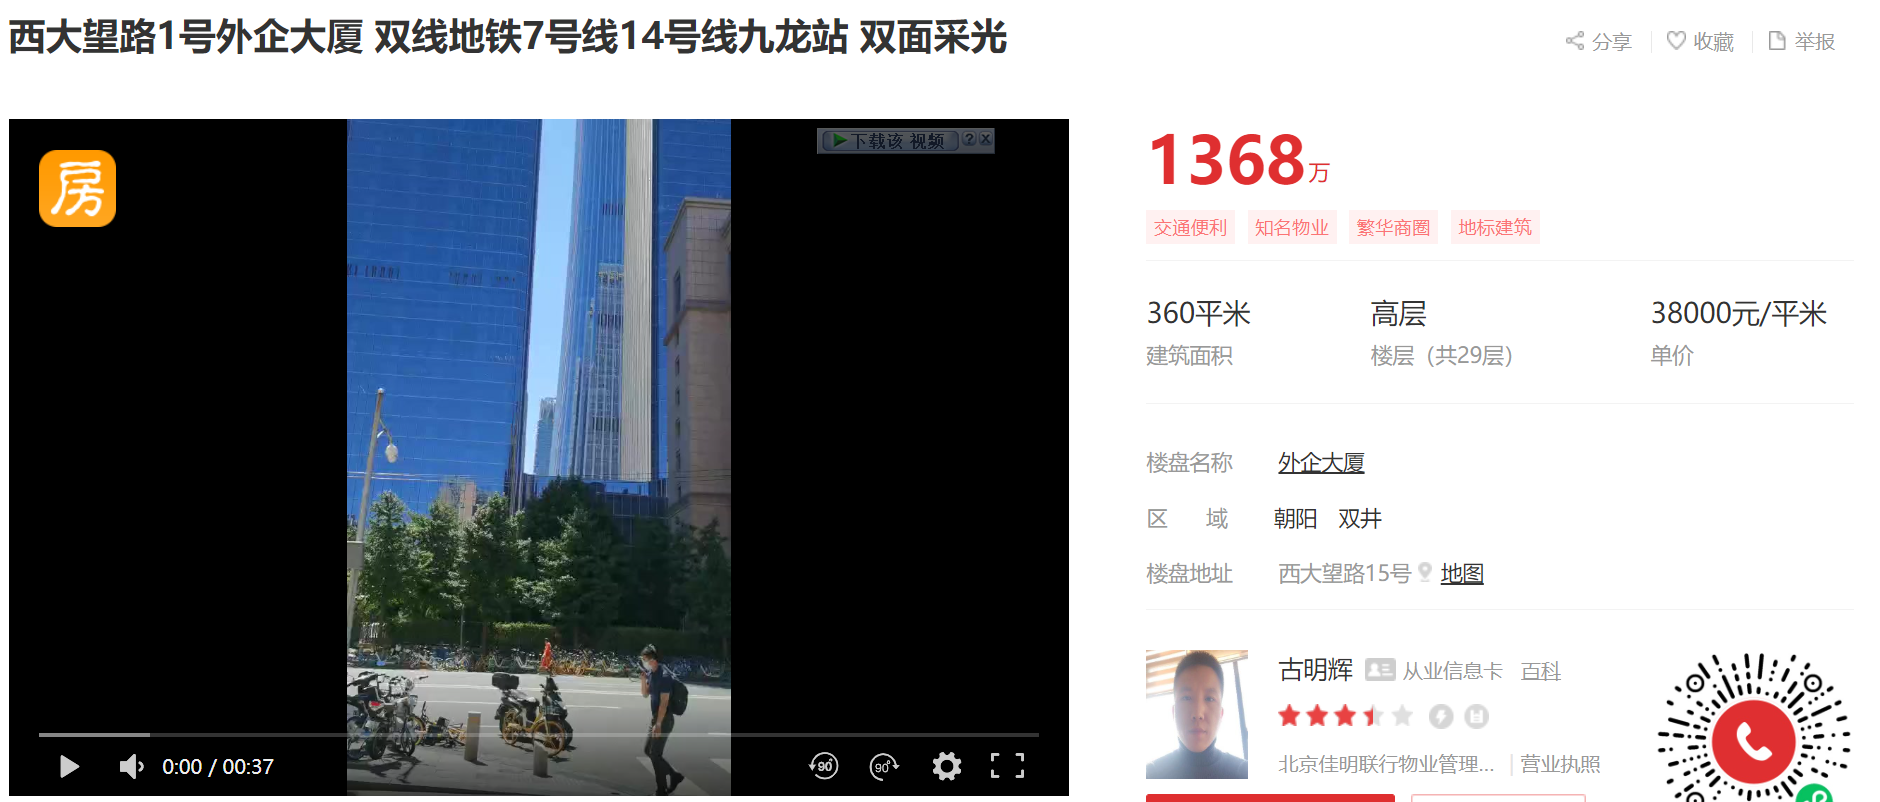 西大望路1号外企大厦 双线地铁7号线14号线九龙站 双面采光
分享
收藏
举报
房
下载该 视频
?
x
1368万
交通便利
知名物业
繁华商圈
地标建筑
360平米
高层
38000元/平米
建筑面积
楼层（共29层）
单价
楼盘名称 外企大厦
区 域 朝阳 双井
楼盘地址 西大望路15号 地图
古明辉 从业信息卡 百科
北京佳明联行物业管理... 营业执照
0:00 / 00:37
90
90°